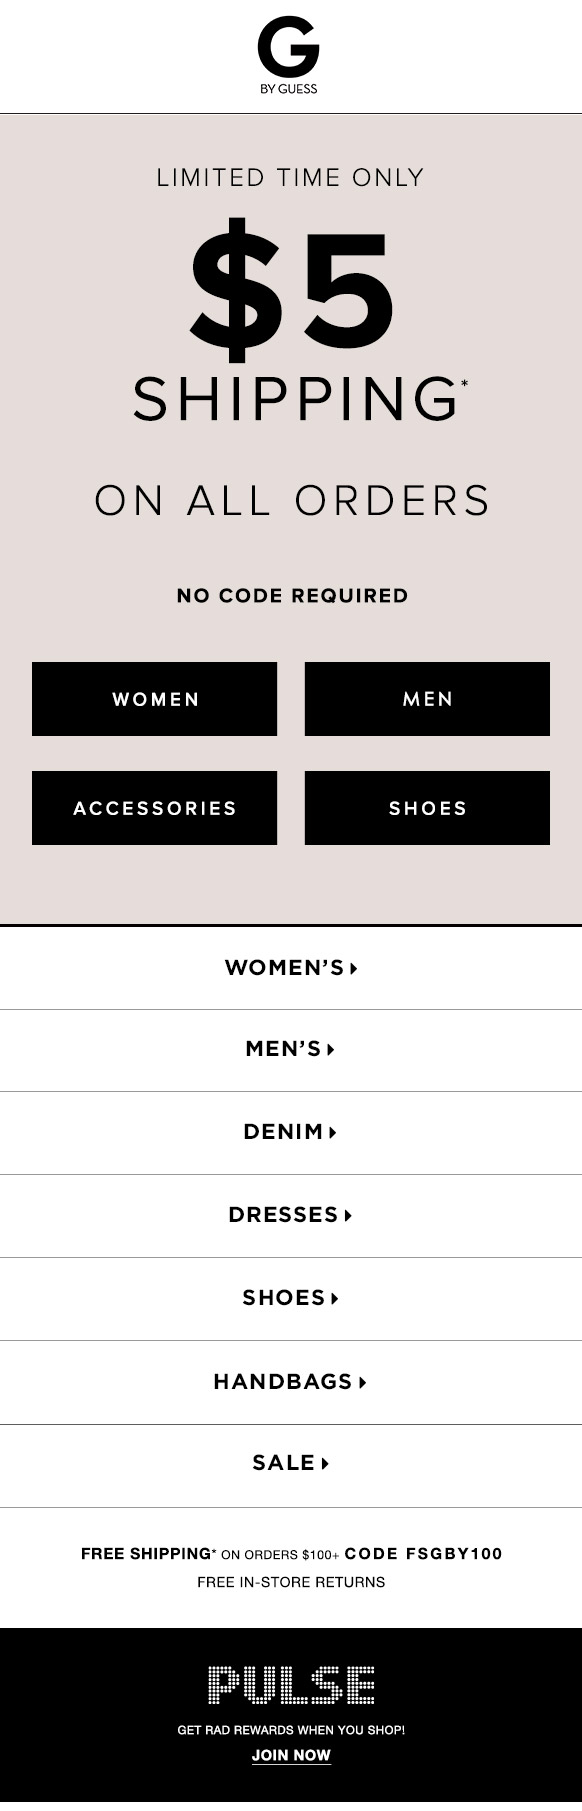 G
BY GUESS
LIMITED TIME ONLY
$5
SHIPPING*
ON ALL ORDERS
NO CODE REQUIRED
WOMEN
MEN
ACCESSORIES
SHOES
WOMEN’S
MEN’S
DENIM
DRESSES
SHOES
HANDBAGS
SALE
FREE SHIPPING* ON ORDERS $100+ CODE FSGBY100
FREE IN-STORE RETURNS
PULSE
GET RAD REWARDS WHEN YOU SHOP!
JOIN NOW